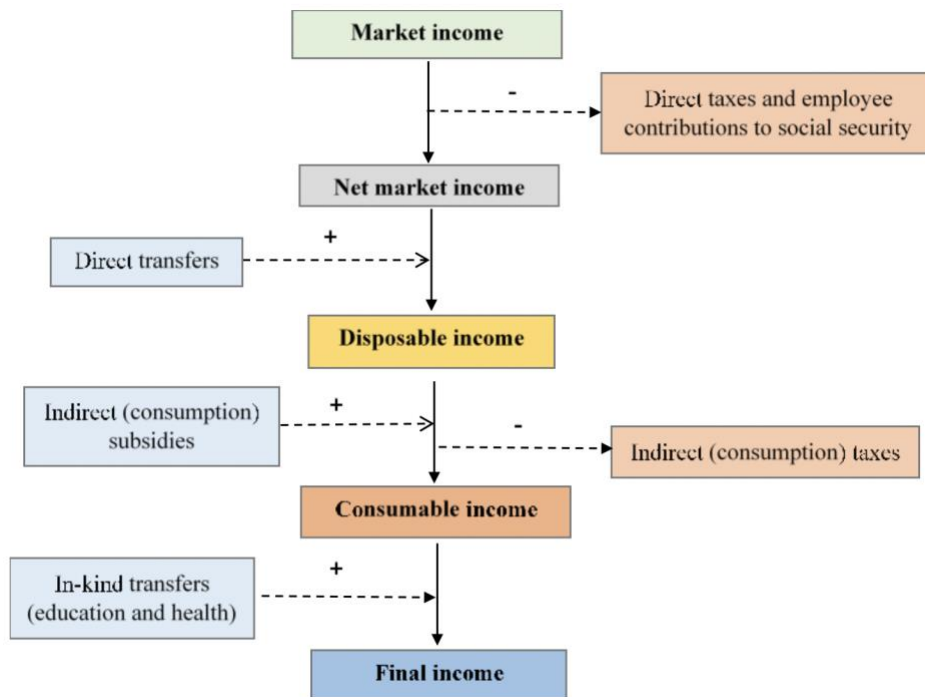 Market income
-
Direct taxes and employee
contributions to social security
Net market income
+
Direct transfers
Disposable income
Indirect (consumption)
subsidies
+
-
Indirect (consumption) taxes
Consumable income
In-kind transfers
(education and health)
+
Final income